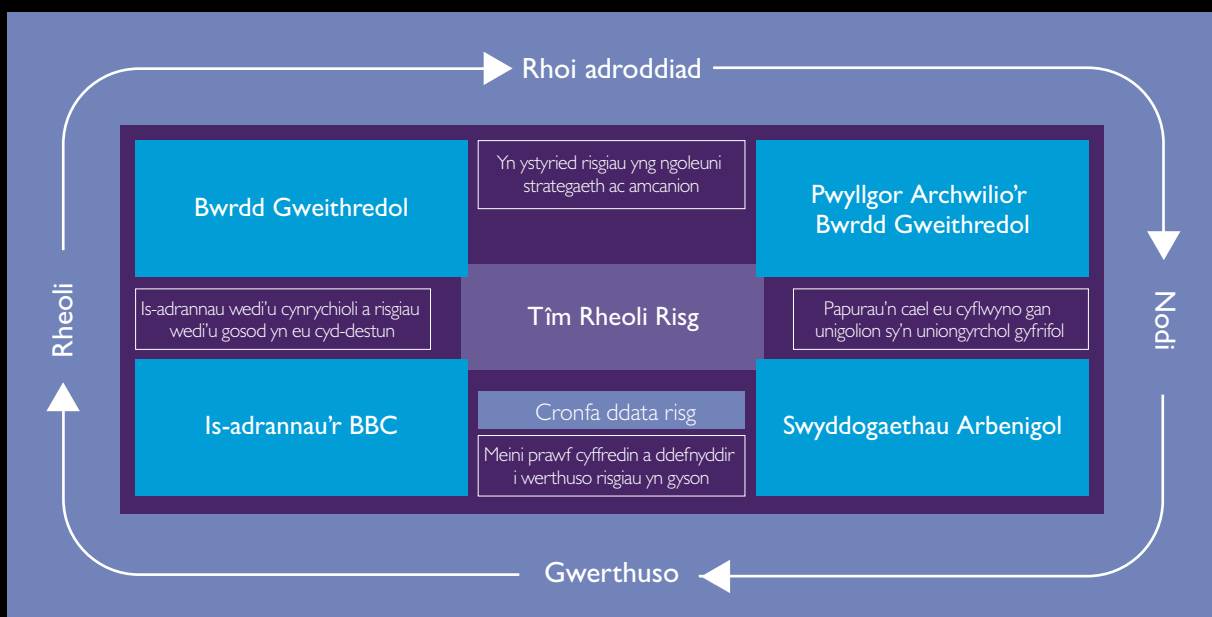 Rhoi adroddiad
Bwrdd Gweithredol
Yn ystyried risgiau yng ngoleuni
strategaeth ac amcanion
Pwyllgor Archwilio’r
Bwrdd Gweithredol
Rheoli
Is-adrannau wedi’u cynrychioli a risgiau
wedi’u gosod yn eu cyd-destun
Tîm Rheoli Risg
Papurau’n cael eu cyflwyno gan
unigolion sy’n uniongyrchol gyfrifol
Nodi
Is-adrannau’r BBC
Cronfa ddata risg
Meini prawf cyffredin a ddefnyddir
i werthuso risgiau yn gyson
Swyddogaethau Arbenigol
Gwerthuso